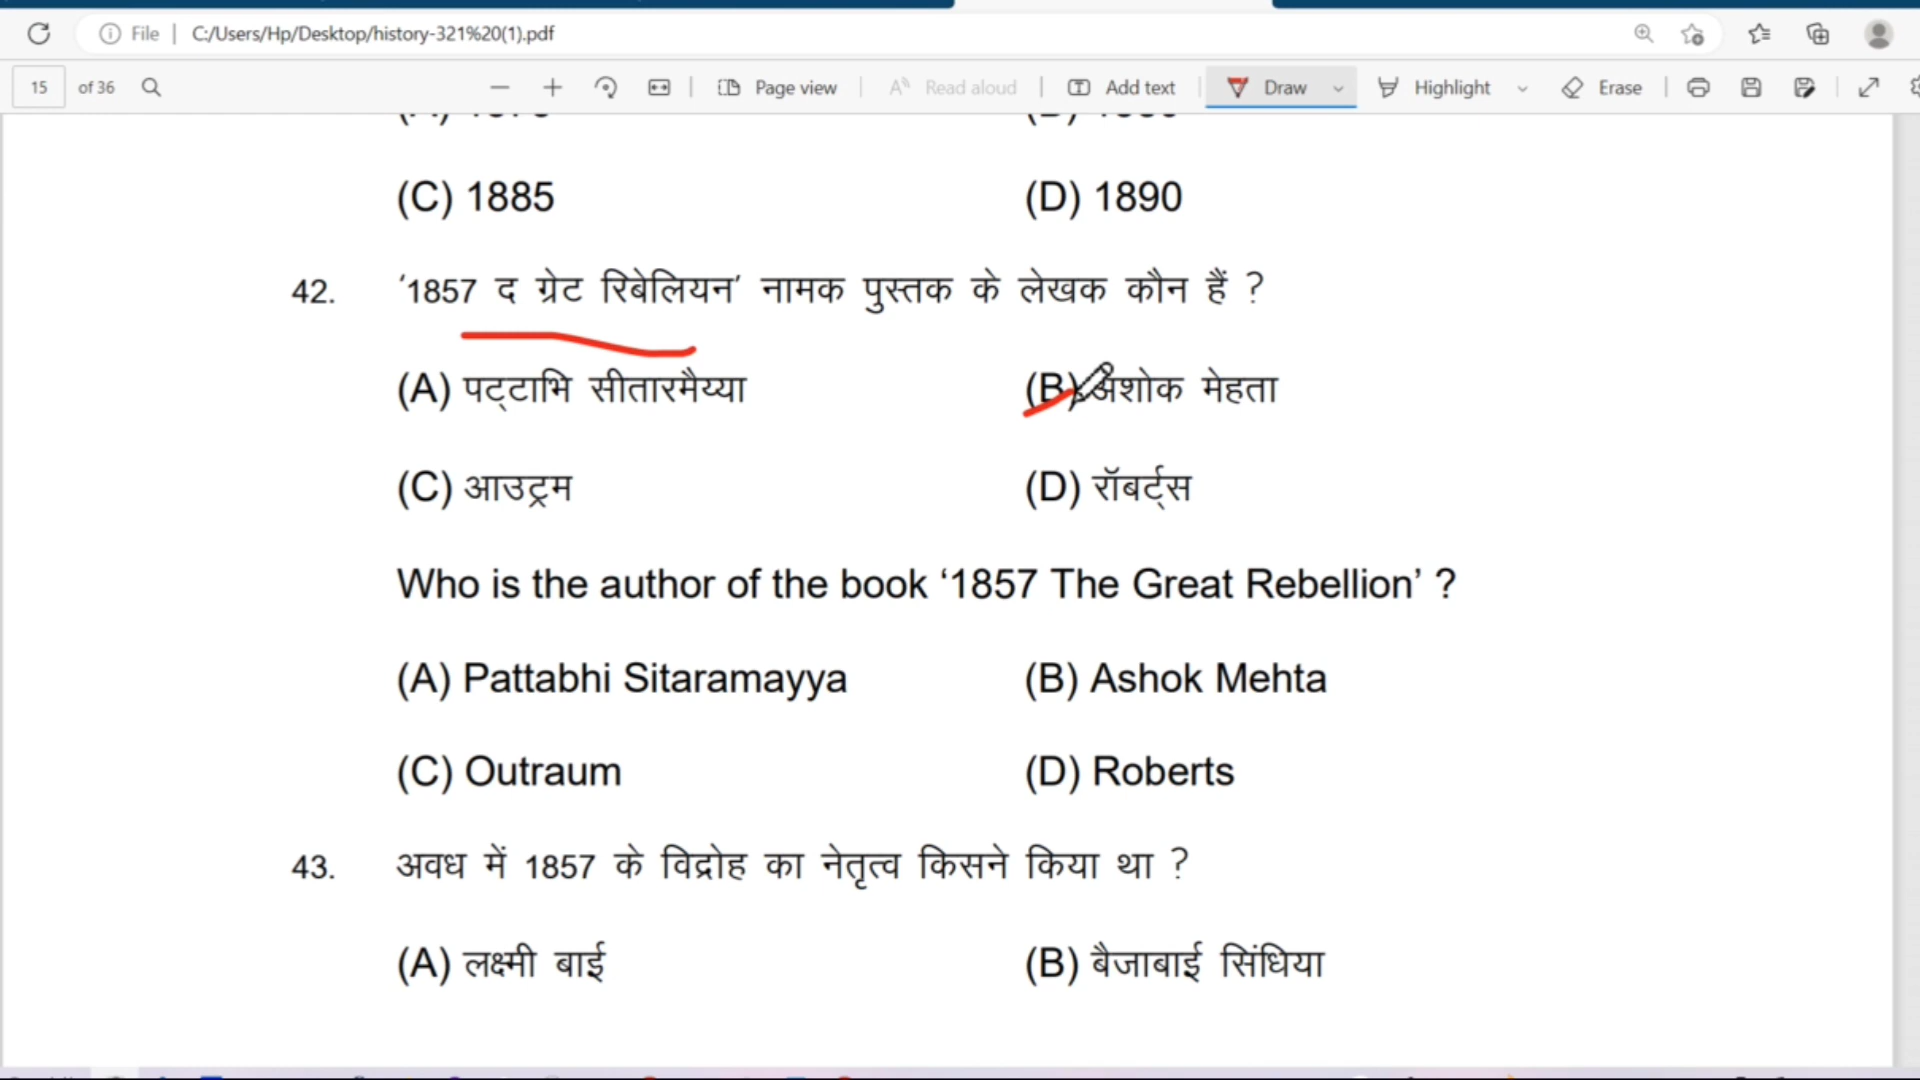 File | C:/Users/Hp/Desktop/history-321%20(1).pdf
15 of 36 Page view Read aloud Add text Draw Highlight Erase
(C) 1885 (D) 1890
42. ‘1857 द ग्रेट रिबेलियन’ नामक पुस्तक के लेखक कौन हैं ?
(A) पट्टाभि सीतारमैय्या (B) अशोक मेहता
(C) आउट्रम (D) रॉबर्ट्स
Who is the author of the book ‘1857 The Great Rebellion’ ?
(A) Pattabhi Sitaramayya (B) Ashok Mehta
(C) Outraum (D) Roberts
43. अवध में 1857 के विद्रोह का नेतृत्व किसने किया था ?
(A) लक्ष्मी बाई (B) बैजाबाई सिंधिया